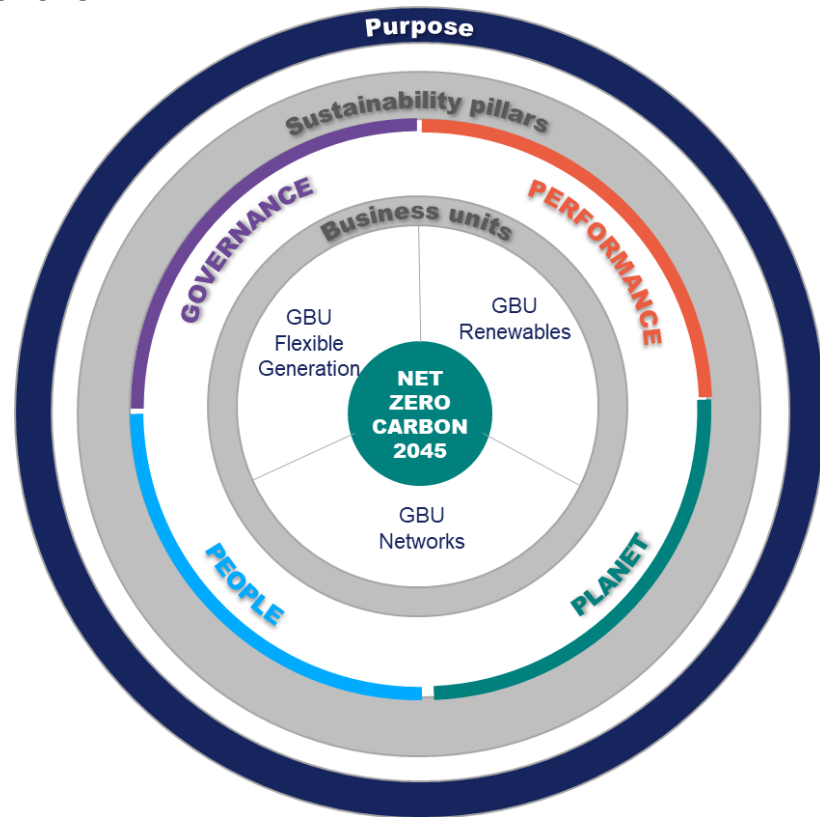 Purpose
Sustainability pillars
GOVERNANCE
PERFORMANCE
Business units
GBU
Flexible
Generation
GBU
Renewables
NET
ZERO
CARBON
2045
GBU
Networks
PEOPLE
PLANET